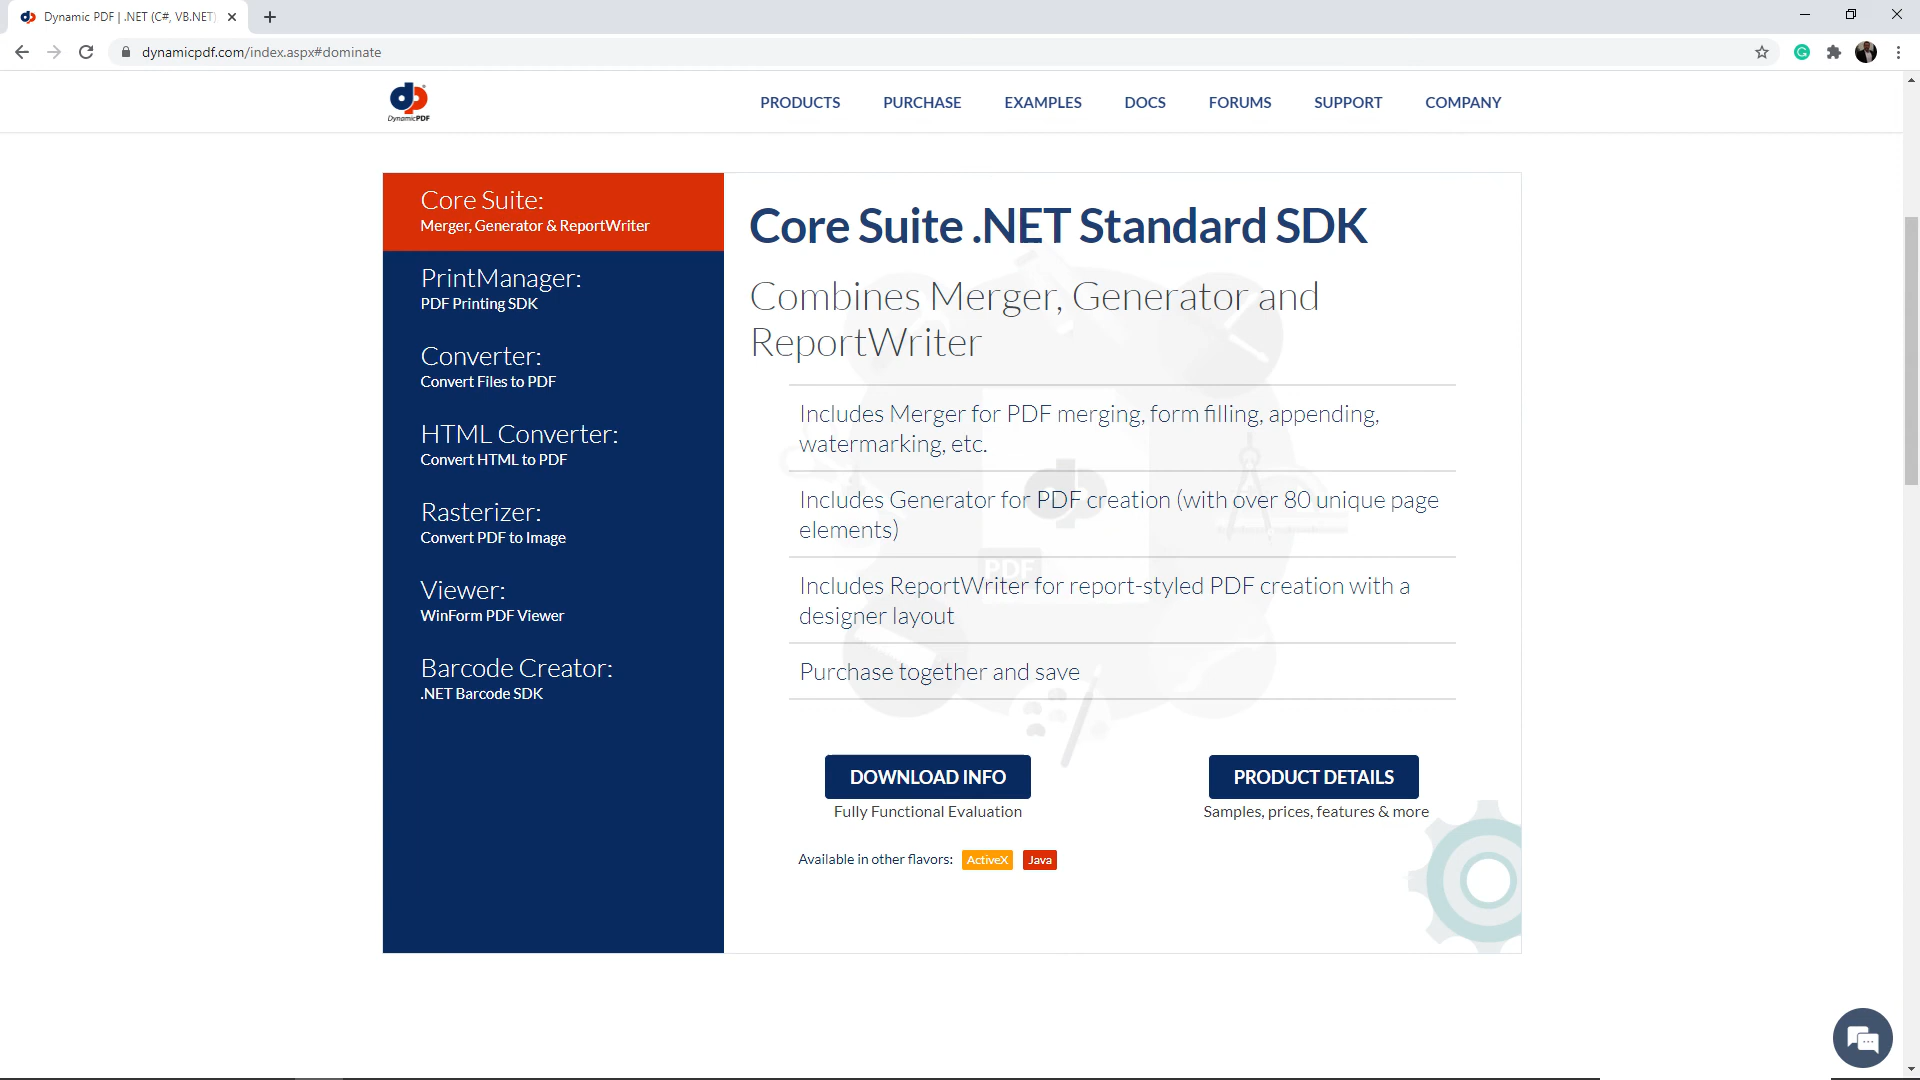 Dynamic PDF | .NET (C#, VB.NET)
dynamicpdf.com/index.aspx#dominate
dp
DynamicPDF
PRODUCTS PURCHASE EXAMPLES DOCS FORUMS SUPPORT COMPANY
Core Suite:
Merger, Generator & ReportWriter
PrintManager:
PDF Printing SDK
Converter:
Convert Files to PDF
HTML Converter:
Convert HTML to PDF
Rasterizer:
Convert PDF to Image
Viewer:
WinForm PDF Viewer
Barcode Creator:
.NET Barcode SDK
Core Suite .NET Standard SDK
Combines Merger, Generator and
ReportWriter
Includes Merger for PDF merging, form filling, appending,
watermarking, etc.
Includes Generator for PDF creation (with over 80 unique page
elements)
PDF
Includes ReportWriter for report-styled PDF creation with a
designer layout
Purchase together and save
DOWNLOAD INFO
Fully Functional Evaluation
PRODUCT DETAILS
Samples, prices, features & more
Available in other flavors: ActiveX Java